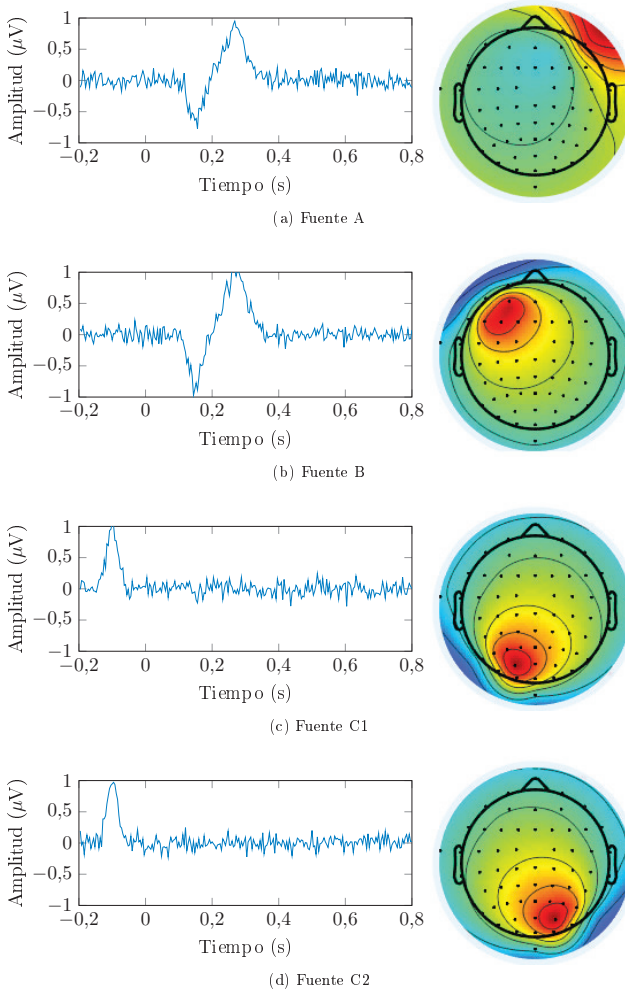 Amplitud (µV)
1
0,5
0
−0,5
−1
−0,2 0 0,2 0,4 0,6 0,8
Tiempo (s)
(a) Fuente A
Amplitud (µV)
1
0,5
0
−0,5
−1
−0,2 0 0,2 0,4 0,6 0,8
Tiempo (s)
(b) Fuente B
Amplitud (µV)
1
0,5
0
−0,5
−1
−0,2 0 0,2 0,4 0,6 0,8
Tiempo (s)
(c) Fuente C1
Amplitud (µV)
1
0,5
0
−0,5
−1
−0,2 0 0,2 0,4 0,6 0,8
Tiempo (s)
(d) Fuente C2